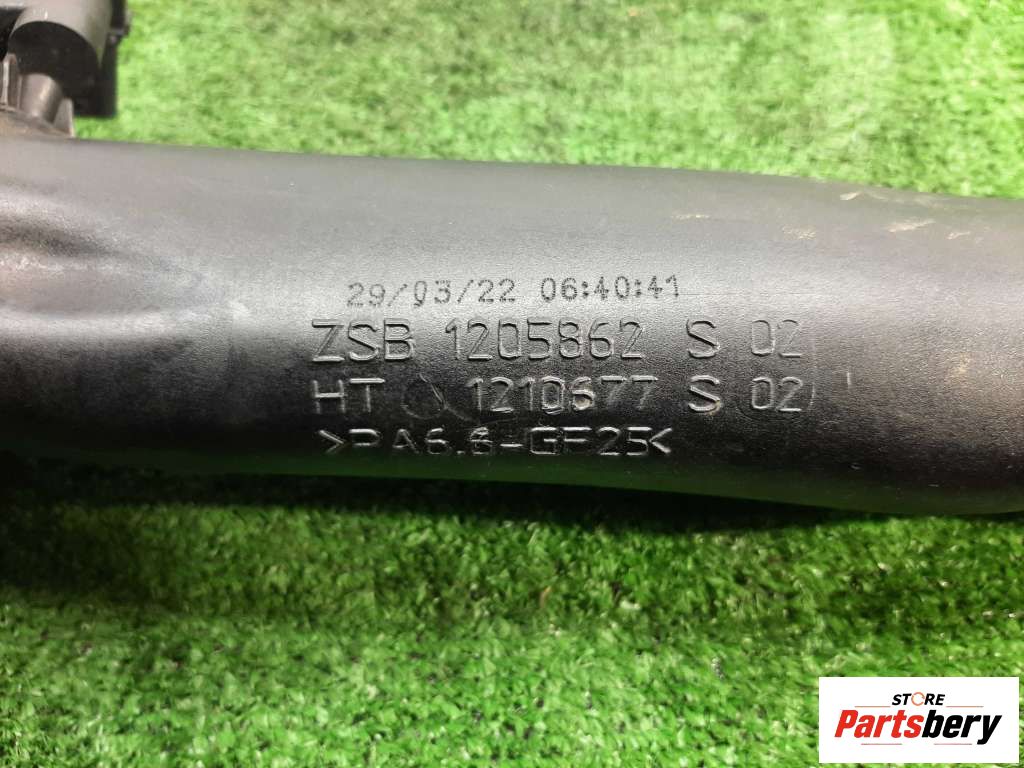 29/03/22 06:40:41
ZSB 1205862 S 02
HT 1210677 S 02
>PA6.6-GF25<
STORE
Partsbery